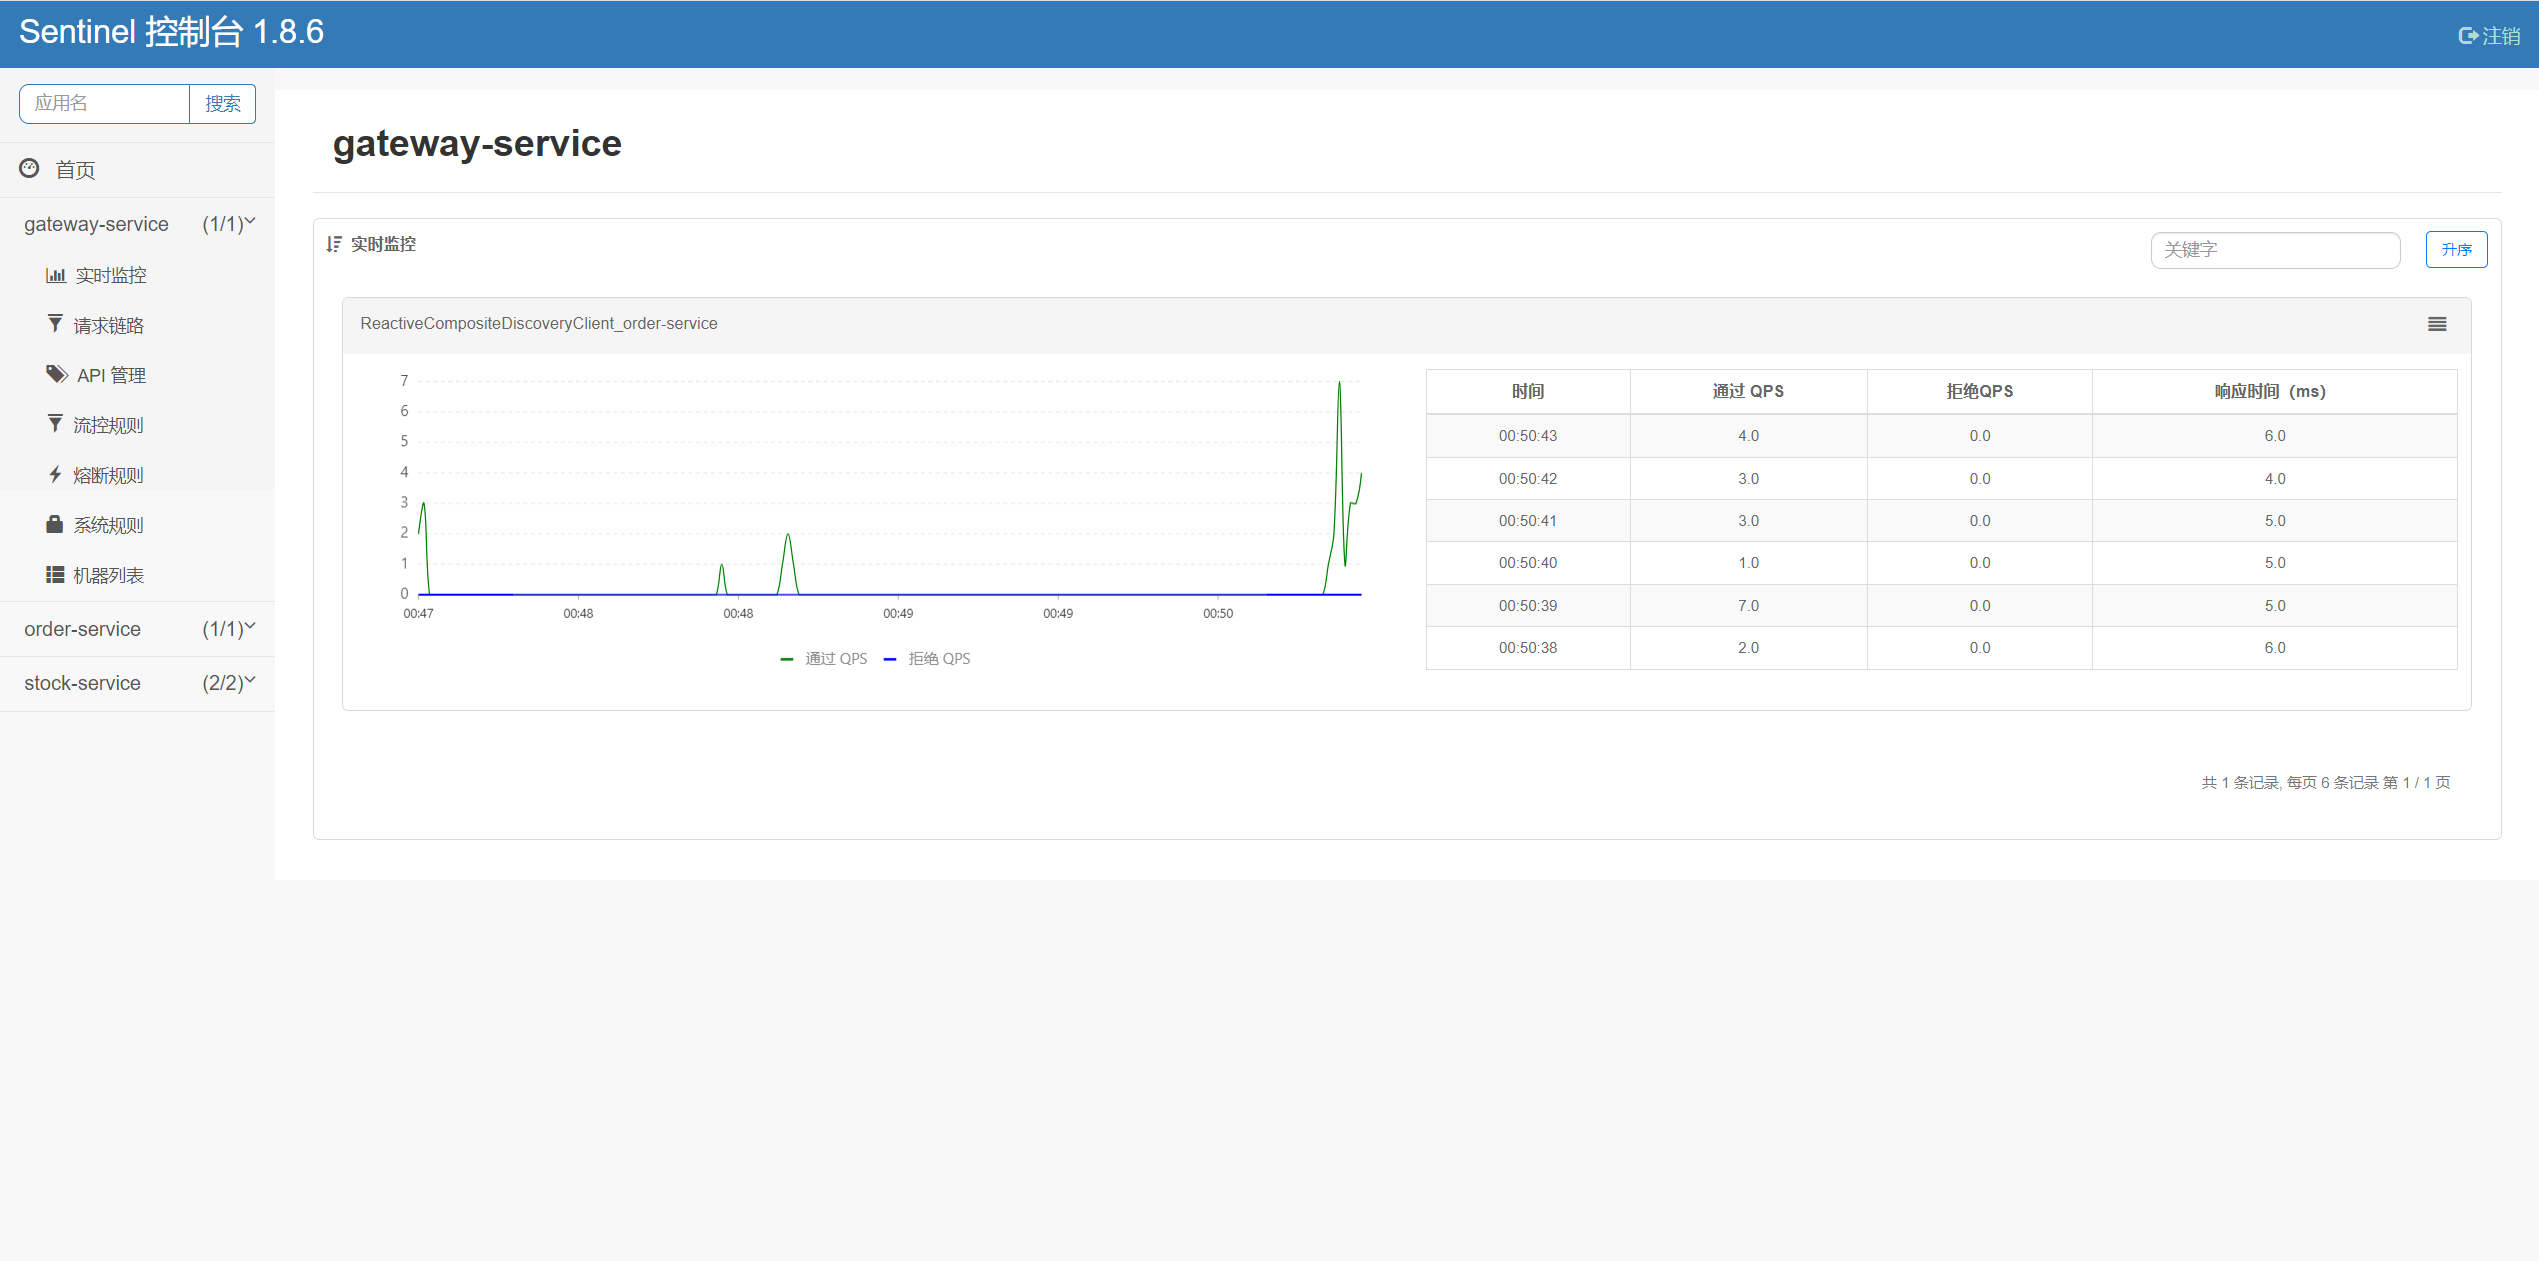 Sentinel 控制台 1.8.6
注销
应用名 搜索
首页
gateway-service (1/1)
实时监控
请求链路
API 管理
流控规则
熔断规则
系统规则
机器列表
order-service (1/1)
stock-service (2/2)
gateway-service
实时监控 关键字 升序
ReactiveCompositeDiscoveryClient_order-service
7
6
5
4
3
2
1
0
00:47 00:48 00:48 00:49 00:49 00:50
通过 QPS 拒绝 QPS
时间 通过 QPS 拒绝QPS 响应时间（ms）
00:50:43 4.0 0.0 6.0
00:50:42 3.0 0.0 4.0
00:50:41 3.0 0.0 5.0
00:50:40 1.0 0.0 5.0
00:50:39 7.0 0.0 5.0
00:50:38 2.0 0.0 6.0
共 1 条记录, 每页 6 条记录 第 1 / 1 页